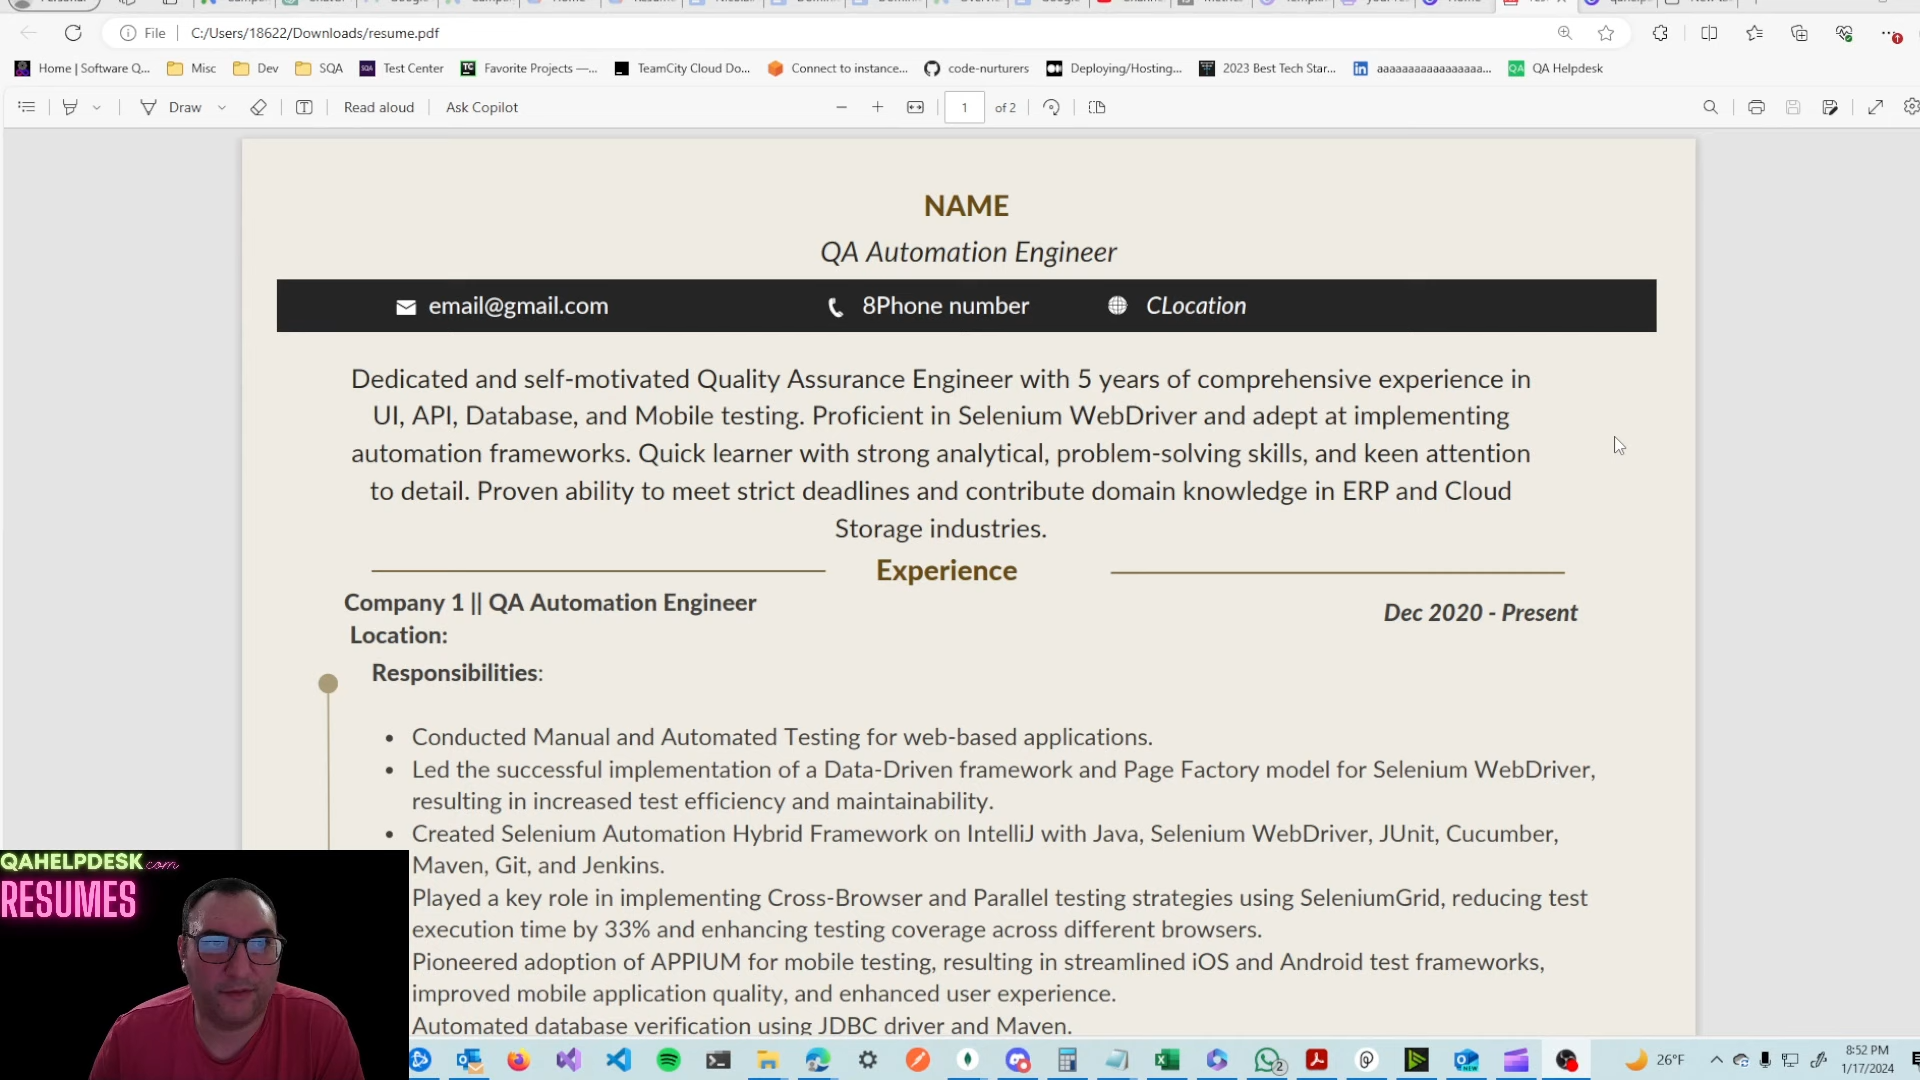 File
C:/Users/18622/Downloads/resume.pdf
Home | Software Q...
Misc
Dev
SQA
Test Center
Favorite Projects —...
TeamCity Cloud Do...
Connect to instance...
code-nurturers
Deploying/Hosting...
2023 Best Tech Star...
aaaaaaaaaaaaaaaaa...
QA Helpdesk
Draw
Read aloud
Ask Copilot
1
of 2
NAME
QA Automation Engineer
email@gmail.com
8Phone number
CLocation
Dedicated and self-motivated Quality Assurance Engineer with 5 years of comprehensive experience in
UI, API, Database, and Mobile testing. Proficient in Selenium WebDriver and adept at implementing
automation frameworks. Quick learner with strong analytical, problem-solving skills, and keen attention
to detail. Proven ability to meet strict deadlines and contribute domain knowledge in ERP and Cloud
Storage industries.
Experience
Company 1 || QA Automation Engineer
Dec 2020 - Present
Location:
Responsibilities:
• Conducted Manual and Automated Testing for web-based applications.
• Led the successful implementation of a Data-Driven framework and Page Factory model for Selenium WebDriver,
resulting in increased test efficiency and maintainability.
• Created Selenium Automation Hybrid Framework on IntelliJ with Java, Selenium WebDriver, JUnit, Cucumber,
Maven, Git, and Jenkins.
Played a key role in implementing Cross-Browser and Parallel testing strategies using SeleniumGrid, reducing test
execution time by 33% and enhancing testing coverage across different browsers.
Pioneered adoption of APPIUM for mobile testing, resulting in streamlined iOS and Android test frameworks,
improved mobile application quality, and enhanced user experience.
Automated database verification using JDBC driver and Maven.
QAHELPDESK.com
RESUMES
26°F
8:52 PM
1/17/2024